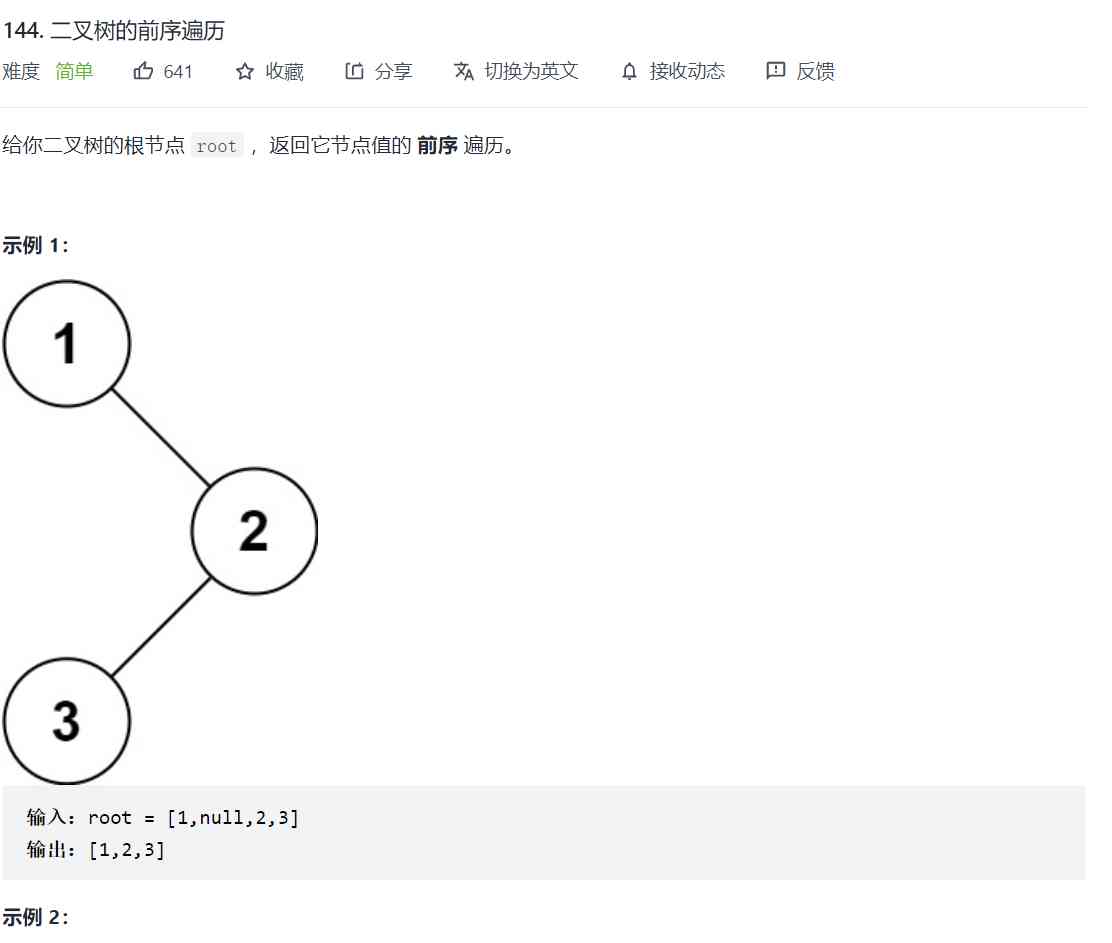 144. 二叉树的前序遍历
难度 简单 641 收藏 分享 切换为英文 接收动态 反馈
给你二叉树的根节点 root ，返回它节点值的 前序 遍历。
示例 1：
1
2
3
输入：root = [1,null,2,3]
输出：[1,2,3]
示例 2：